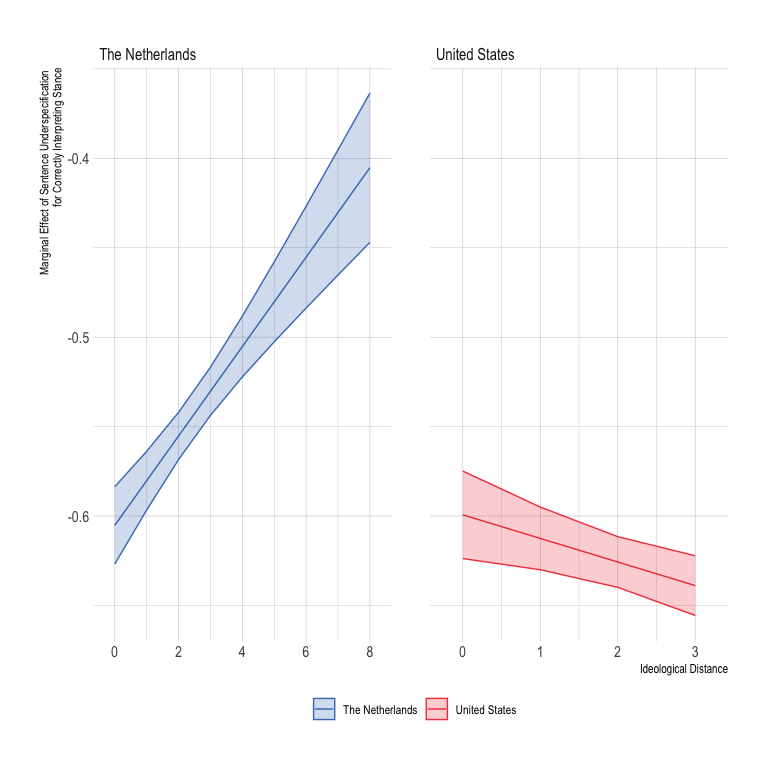 The Netherlands
United States
Marginal Effect of Sentence Underspecification
for Correctly Interpreting Stance
-0.4
-0.5
-0.6
0 2 4 6 8
0 1 2 3
Ideological Distance
The Netherlands United States